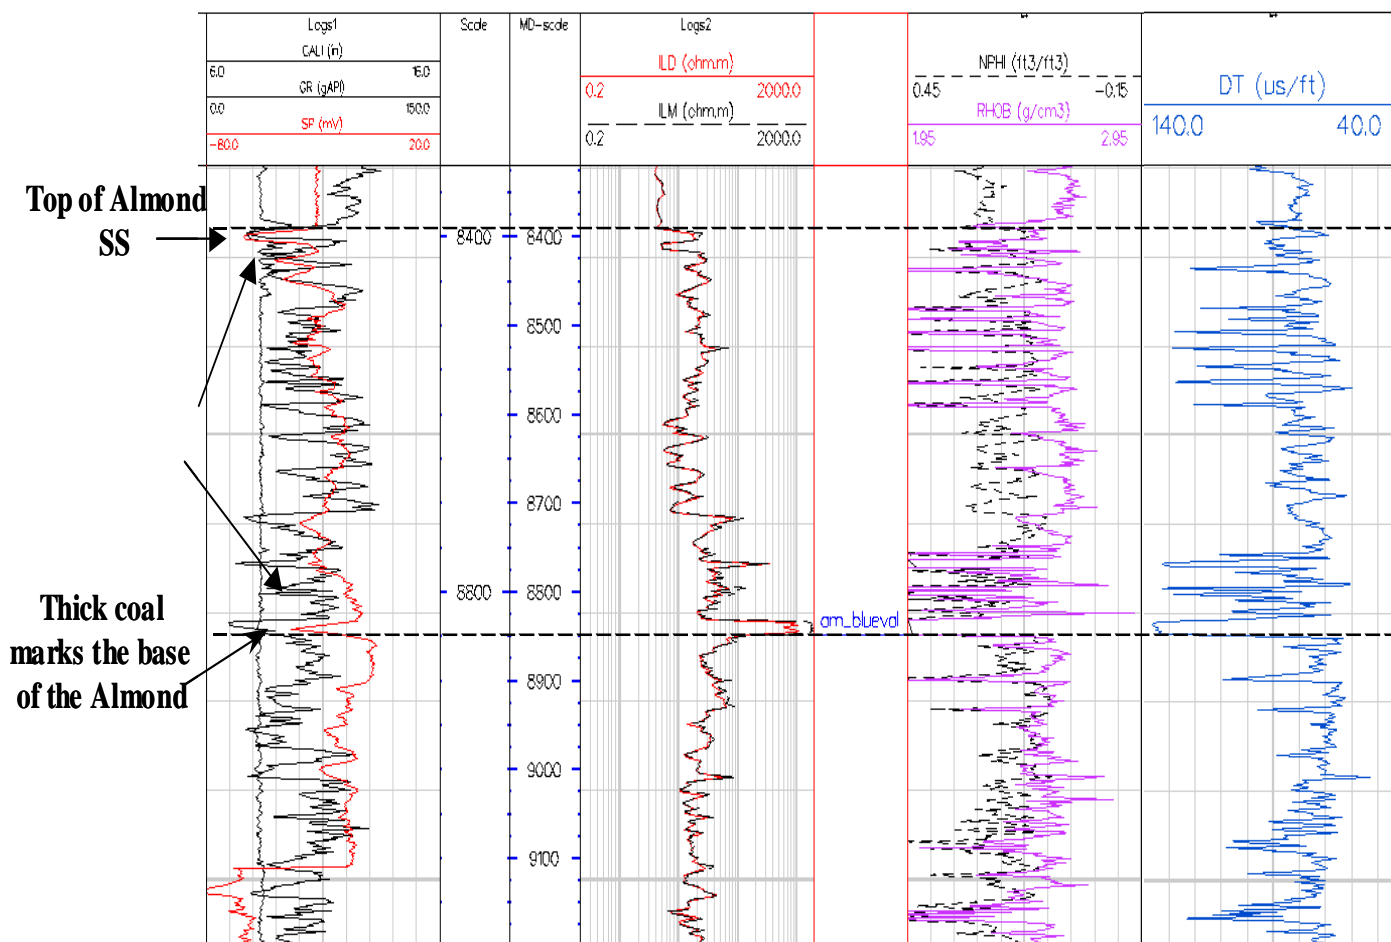 Logs1
Scale
MD-scale
Logs2
CALI (in)
6.0 16.0
GR (gAPI)
0.0 150.0
SP (mV)
-80.0 20.0
ILD (ohm.m)
0.2 2000.0
ILM (ohm.m)
0.2 2000.0
NPHI (ft3/ft3)
0.45 -0.15
RHOB (g/cm3)
1.95 2.95
DT (us/ft)
140.0 40.0
Top of Almond
SS
8400 8400
8500
8600
8700
8800 8800
Thick coal
marks the base
of the Almond
am_blueval
8900
9000
9100